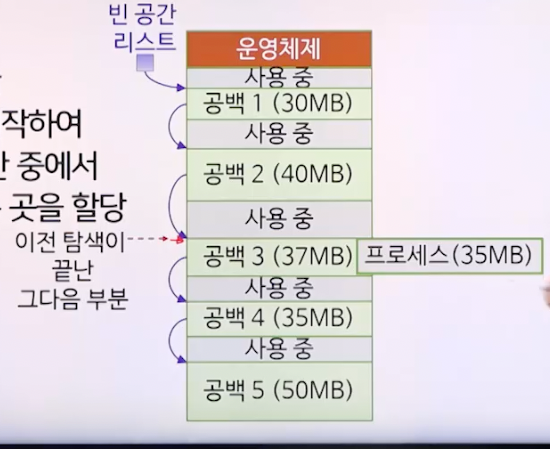 빈 공간
리스트
운영체제
사용 중
공백 1 (30MB)
작하여
사용 중
중에서
공백 2 (40MB)
곳을 할당
사용 중
이전 탐색이
끝난
그다음 부분
공백 3 (37MB)
프로세스(35MB)
사용 중
공백 4 (35MB)
사용 중
공백 5 (50MB)